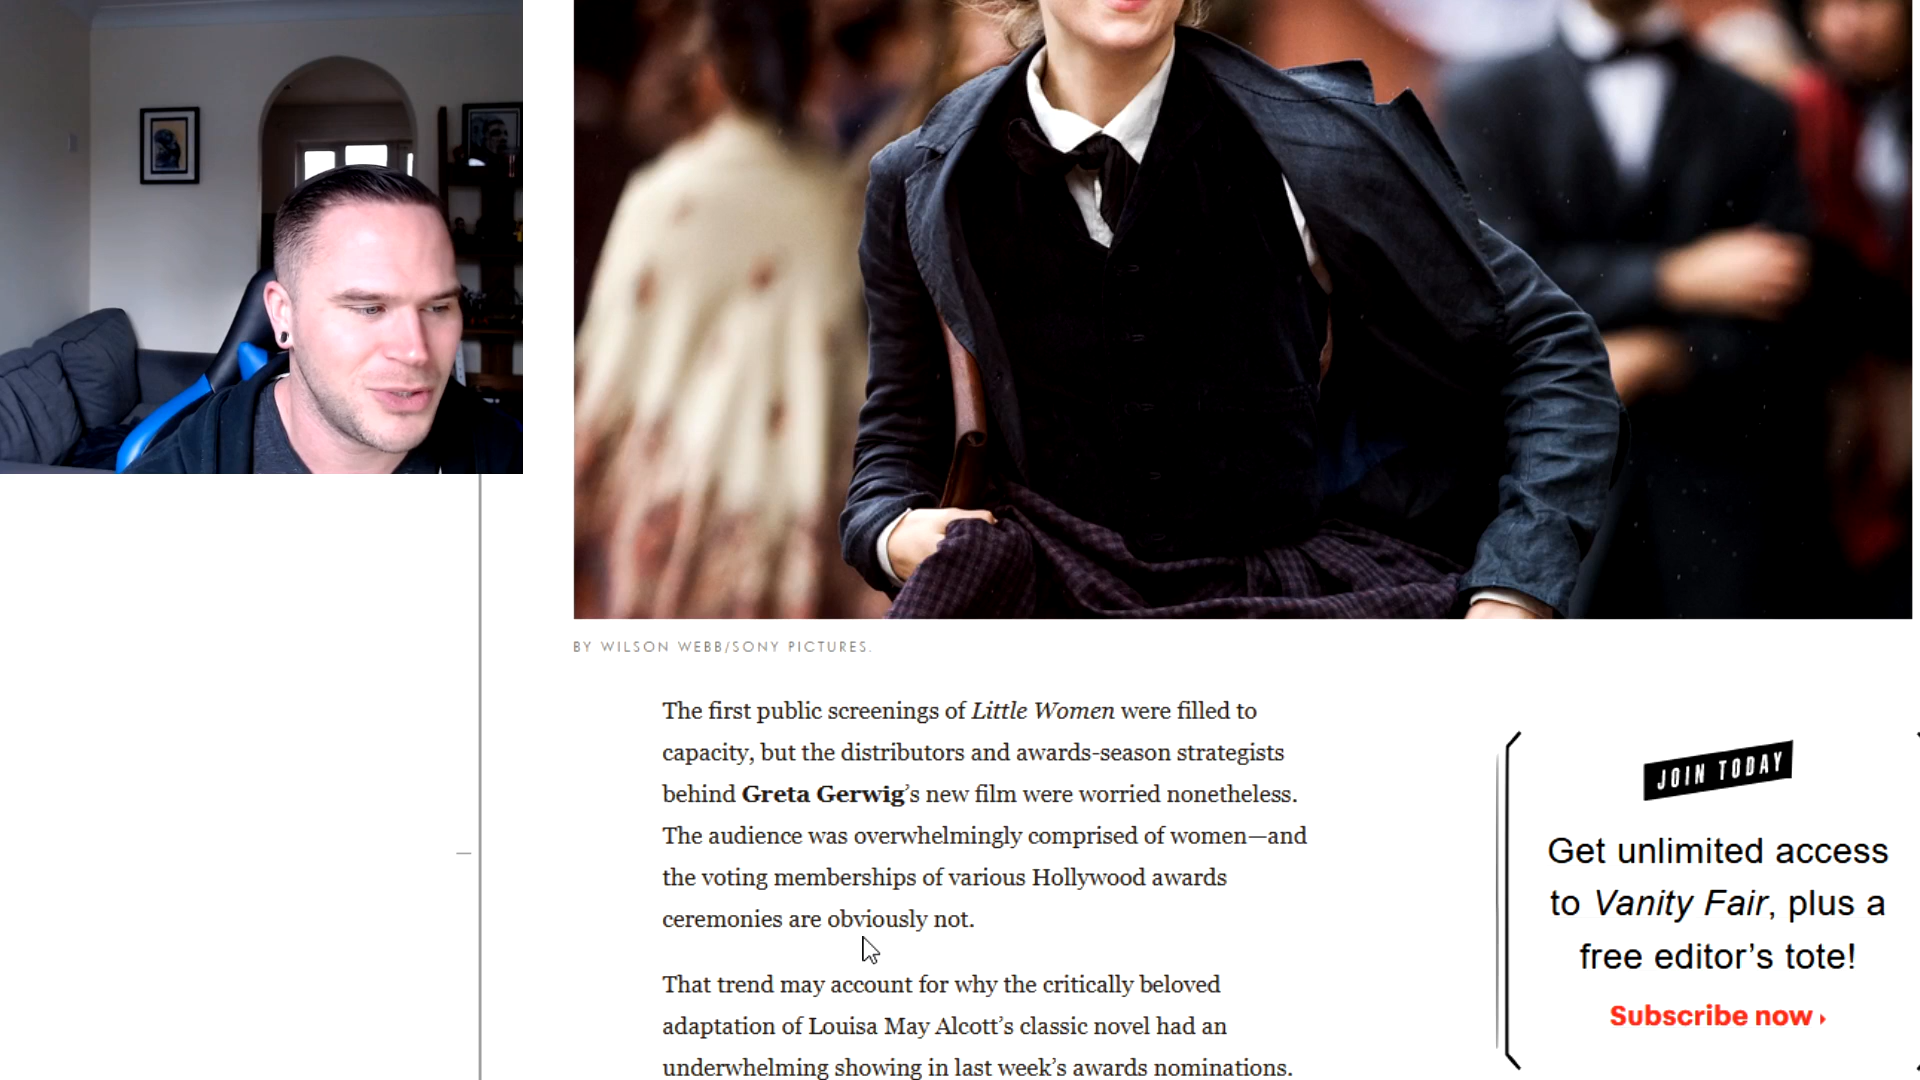 BY WILSON WEBB/SONY PICTURES.
The first public screenings of Little Women were filled to
capacity, but the distributors and awards-season strategists
behind Greta Gerwig’s new film were worried nonetheless.
The audience was overwhelmingly comprised of women—and
the voting memberships of various Hollywood awards
ceremonies are obviously not.
That trend may account for why the critically beloved
adaptation of Louisa May Alcott’s classic novel had an
underwhelming showing in last week’s awards nominations.
JOIN TODAY
Get unlimited access
to Vanity Fair, plus a
free editor’s tote!
Subscribe now